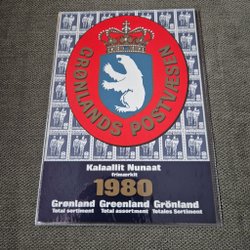 GRØNLANDS POSTVÆSEN
Kalaallit Nunaat
frimærkit
1980
Grønland Greenland Grönland
Total sortiment Total assortment Totales Sortiment